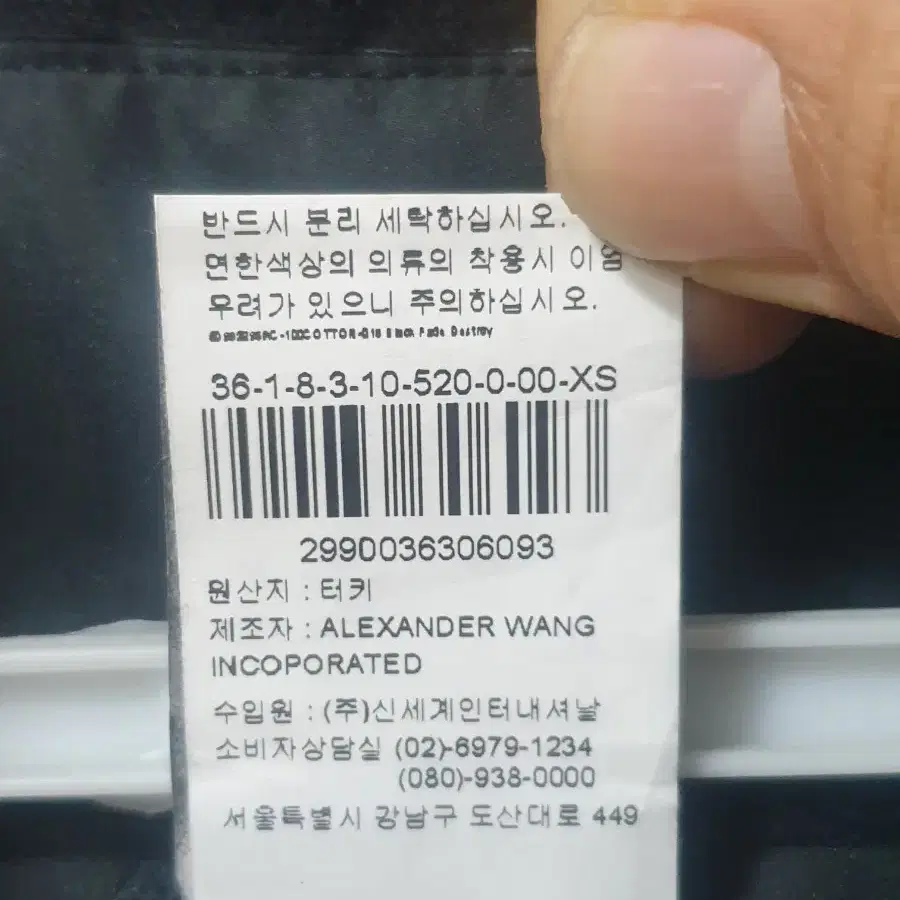 반드시 분리 세탁하십시오.
연한색상의 의류의 착용시 이염
우려가 있으니 주의하십시오.
36-1-8-3-10-520-0-00-XS
2990036306093
원산지 : 터키
제조자 : ALEXANDER WANG
INCOPORATED
수입원 : (주)신세계인터내셔날
소비자상담실 (02)-6979-1234
(080)-938-0000
서울특별시 강남구 도산대로 449